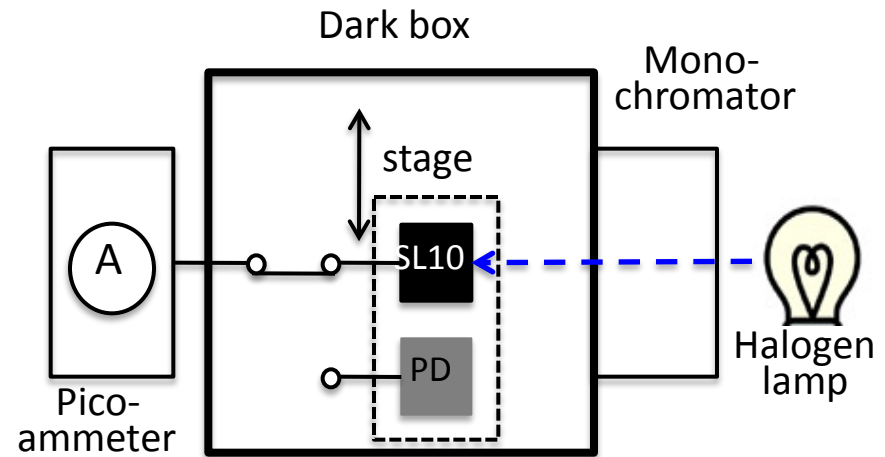 Dark box
Mono-
chromator
stage
A
SL10
PD
Halogen
lamp
Pico-
ammeter